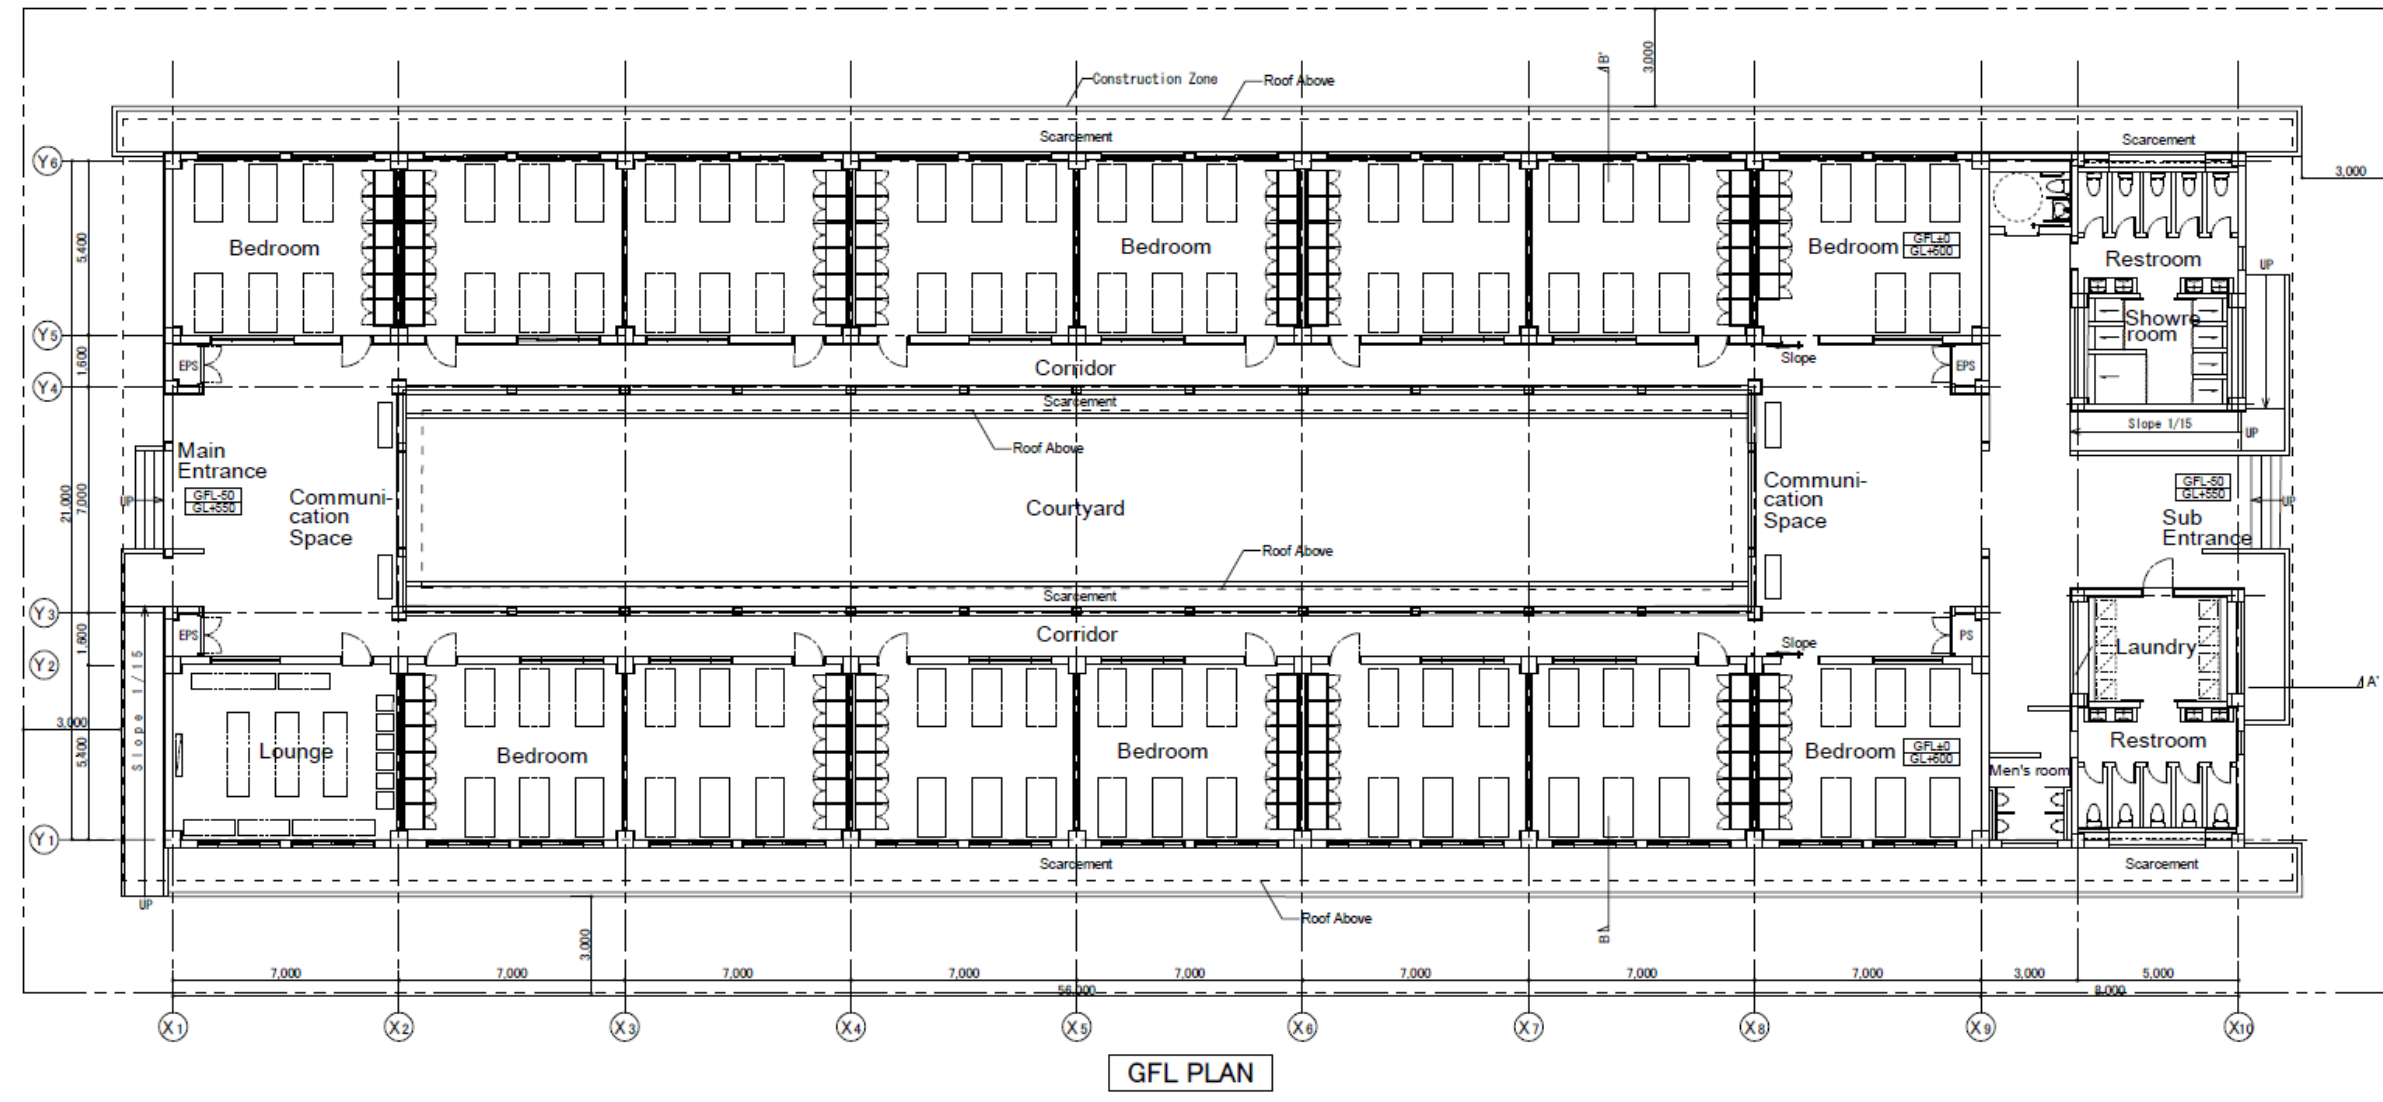 3,000
Construction Zone
Roof Above
B'
Scarcement
Scarcement
Y6
3,000
Bedroom
Bedroom
Bedroom
GFL±0
GL+600
Restroom
UP
5,400
Showre
room
Y5
EPS
Corridor
Slope
EPS
1,600
Y4
Scarcement
Slope 1/15
UP
Roof Above
Main
Entrance
GFL-50
GL+550
UP
Communi-
cation
Space
Courtyard
Communi-
cation
Space
GFL-50
GL+550
UP
Sub
Entrance
21,000
7,000
Roof Above
Scarcement
Y3
EPS
Corridor
Slope
PS
1,600
Y2
Laundry
Slope 1/15
A'
3,000
5,400
Lounge
Bedroom
Bedroom
Bedroom
GFL±0
GL+600
Restroom
Men's room
Y1
Scarcement
Scarcement
UP
Roof Above
B
3,000
7,000
7,000
7,000
7,000
7,000
7,000
7,000
7,000
3,000
5,000
56,000
8,000
X1
X2
X3
X4
X5
X6
X7
X8
X9
X10
GFL PLAN